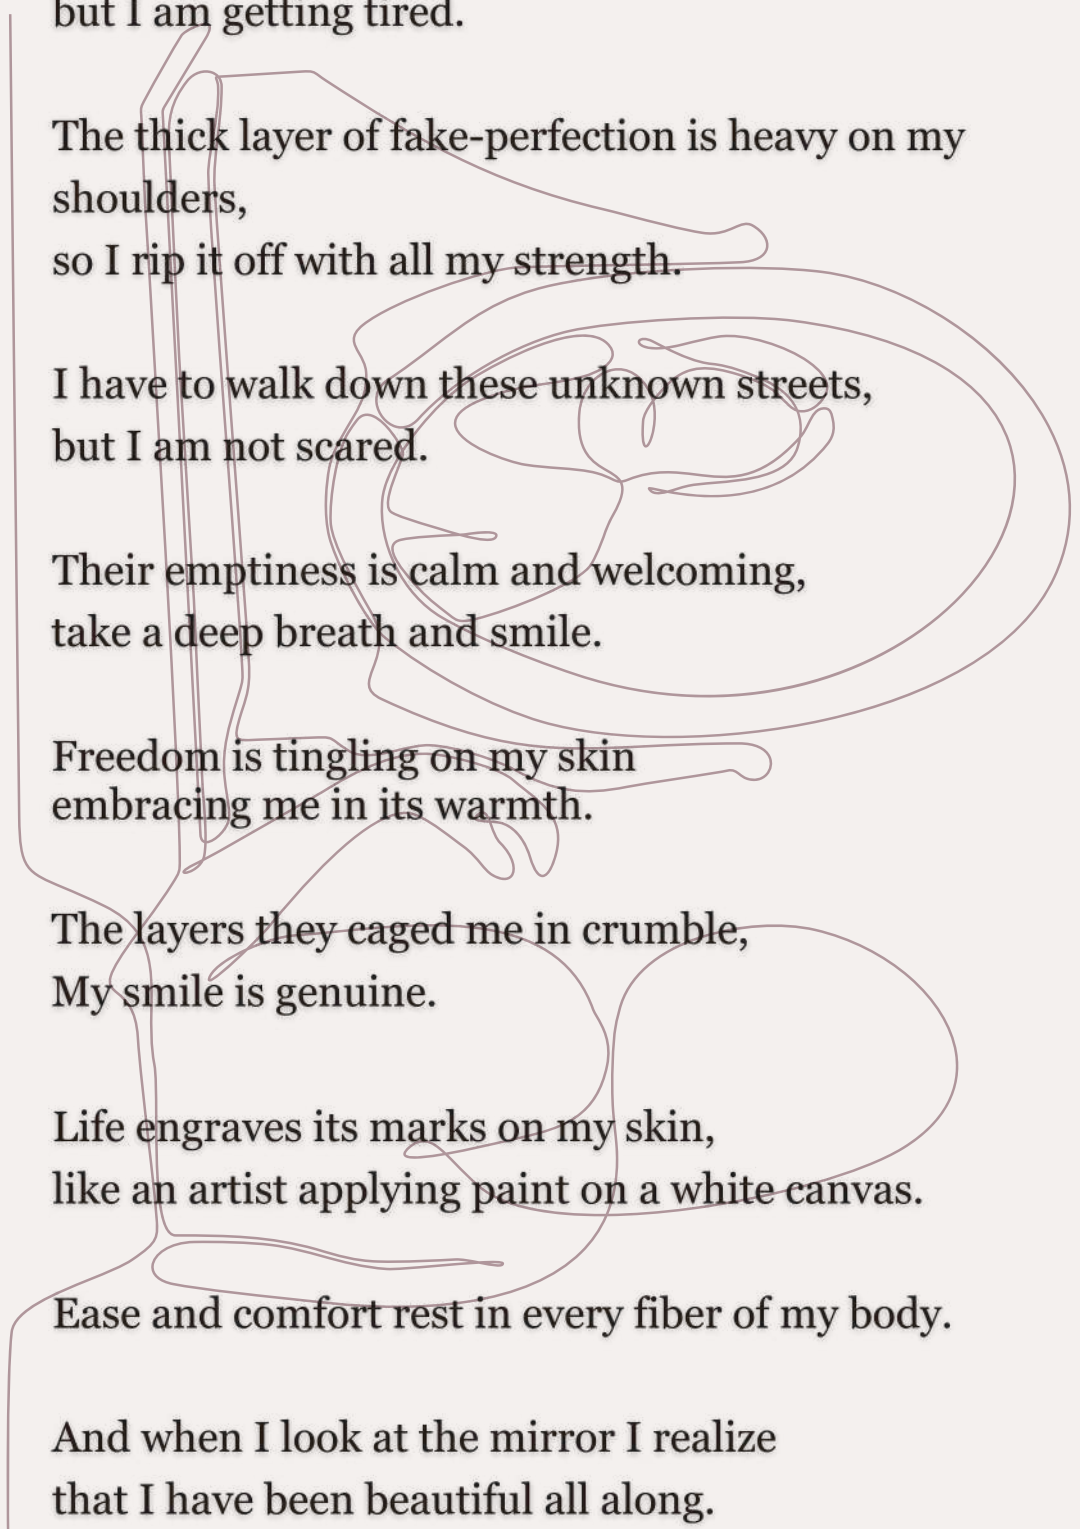 but I am getting tired.
The thick layer of fake-perfection is heavy on my
shoulders,
so I rip it off with all my strength.
I have to walk down these unknown streets,
but I am not scared.
Their emptiness is calm and welcoming,
take a deep breath and smile.
Freedom is tingling on my skin
embracing me in its warmth.
The layers they caged me in crumble,
My smile is genuine.
Life engraves its marks on my skin,
like an artist applying paint on a white canvas.
Ease and comfort rest in every fiber of my body.
And when I look at the mirror I realize
that I have been beautiful all along.